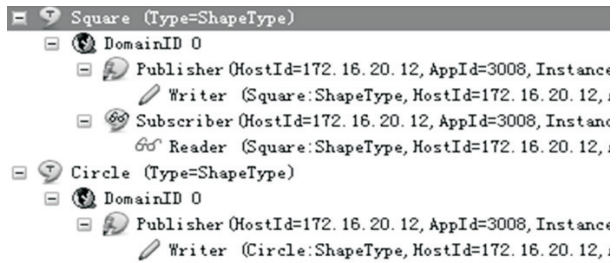 Square (Type=ShapeType)
DomainID 0
Publisher(HostId=172.16.20.12, AppId=3008, Instance
Writer (Square:ShapeType, HostId=172.16.20.12,
Subscriber(HostId=172.16.20.12, AppId=3008, Instanc
Reader (Square:ShapeType, HostId=172.16.20.12,
Circle (Type=ShapeType)
DomainID 0
Publisher(HostId=172.16.20.12, AppId=3008, Instance
Writer (Circle:ShapeType, HostId=172.16.20.12,